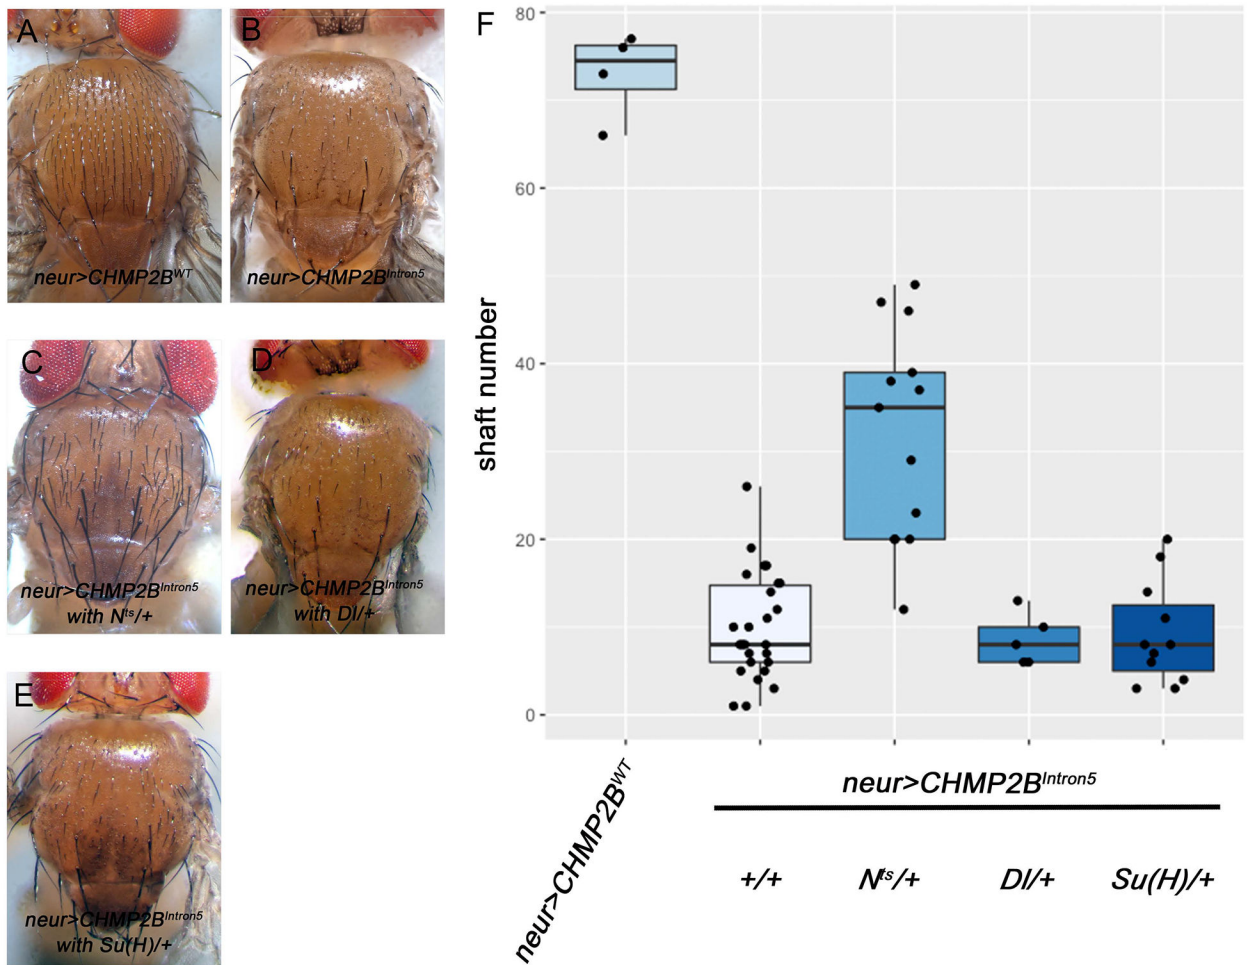 A
neur>CHMP2B^WT
B
neur>CHMP2B^Intron5
C
neur>CHMP2B^Intron5
with N^ts/+
D
neur>CHMP2B^Intron5
with Dl/+
E
neur>CHMP2B^Intron5
with Su(H)/+
F
shaft number
80
60
40
20
0
neur>CHMP2B^WT
neur>CHMP2B^Intron5
+/+
N^ts/+
Dl/+
Su(H)/+